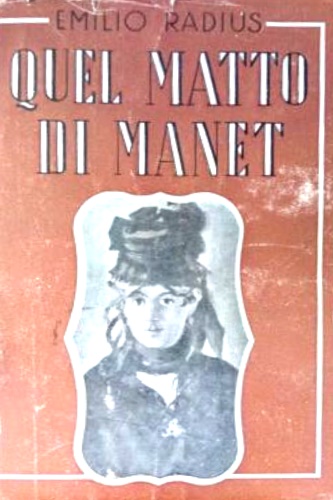 EMILIO RADIUS
QUEL MATTO
DI MANET